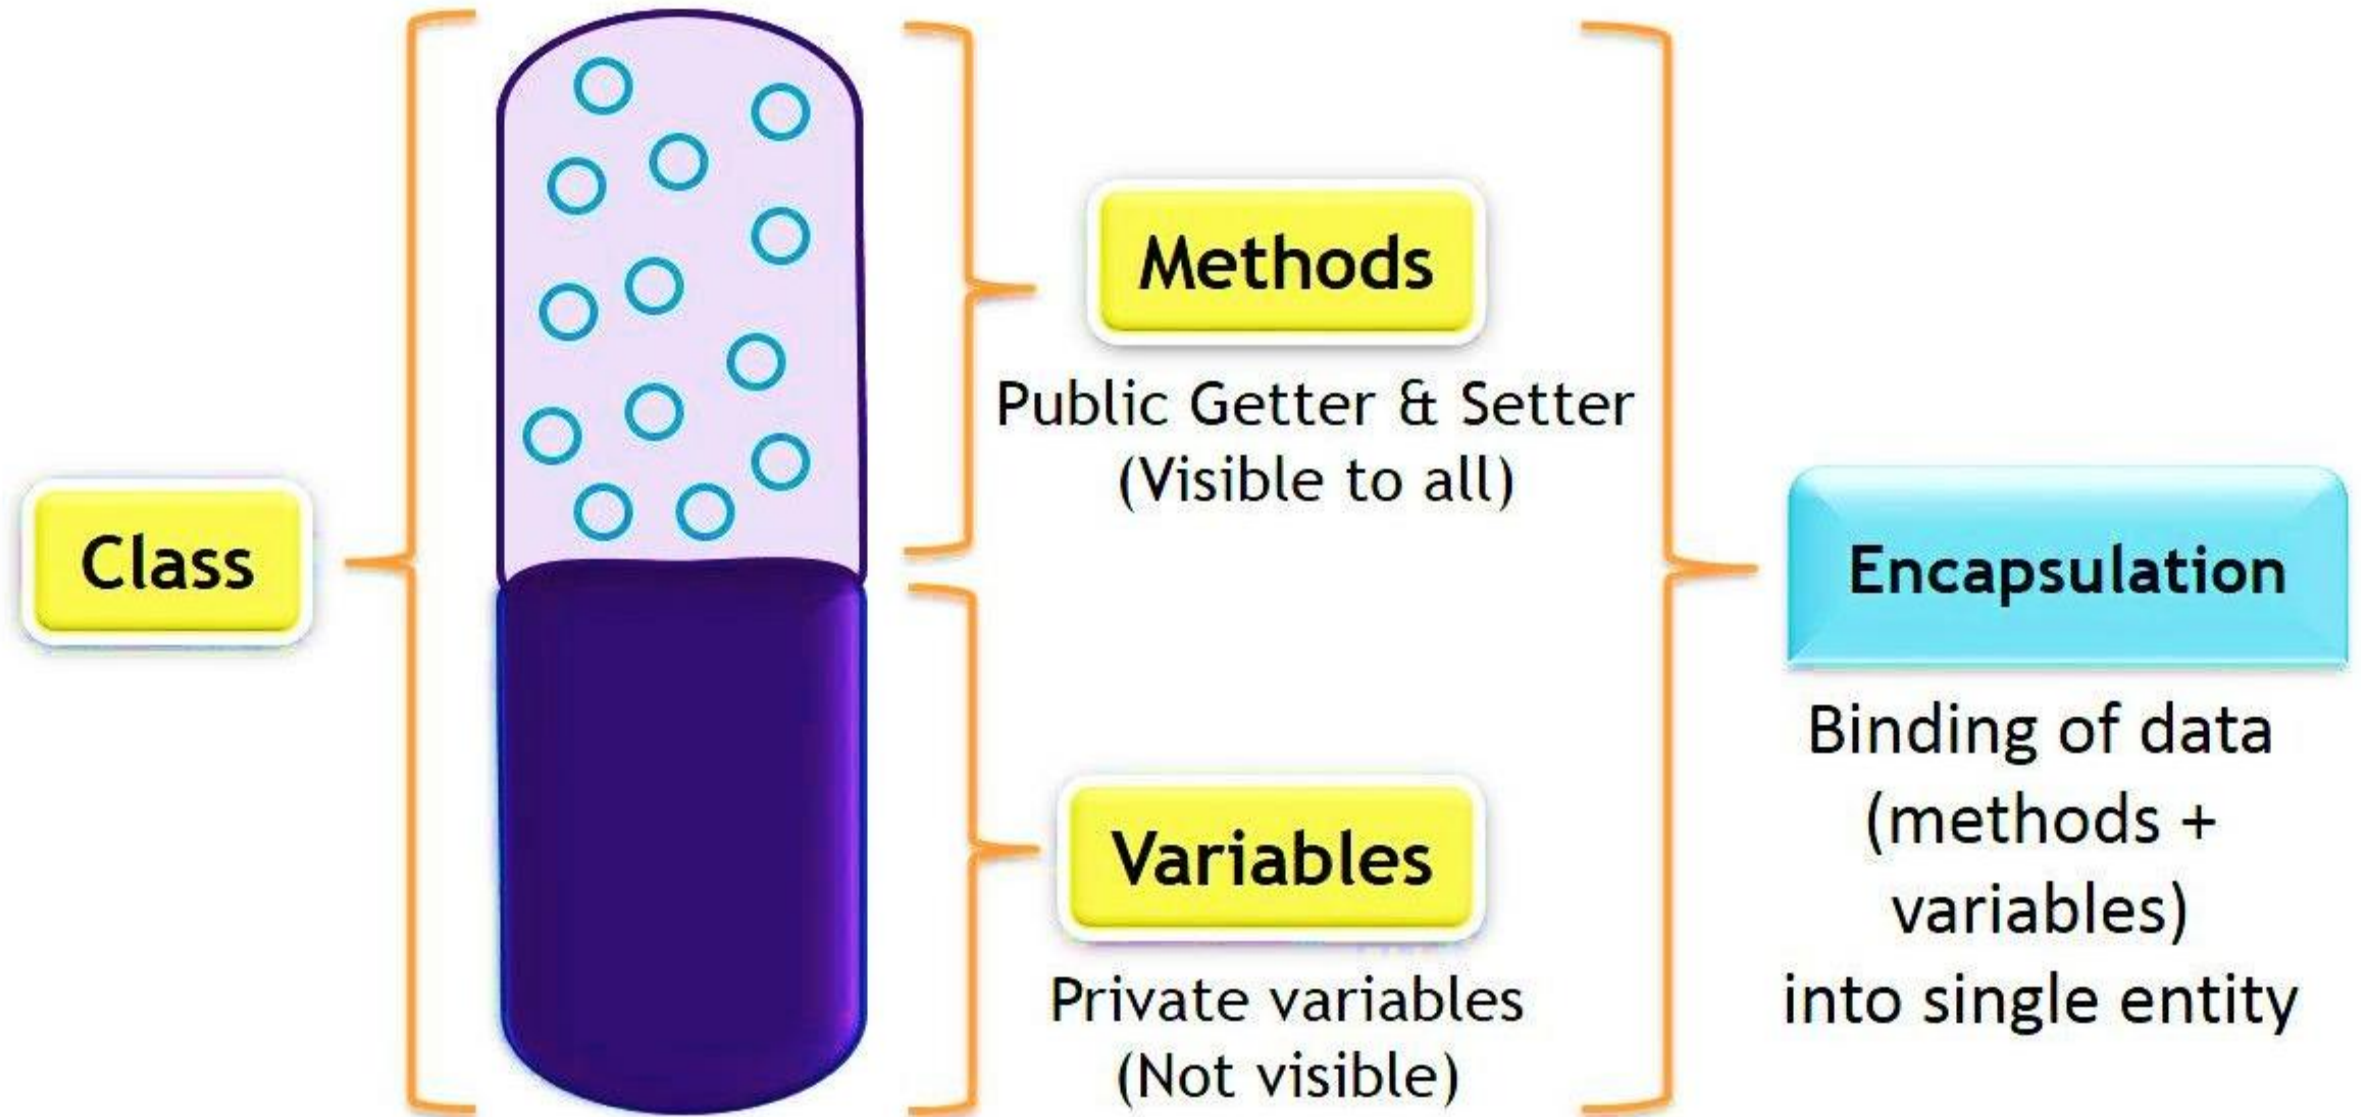 Class
Methods
Public Getter & Setter
(Visible to all)
Variables
Private variables
(Not visible)
Encapsulation
Binding of data
(methods +
variables)
into single entity